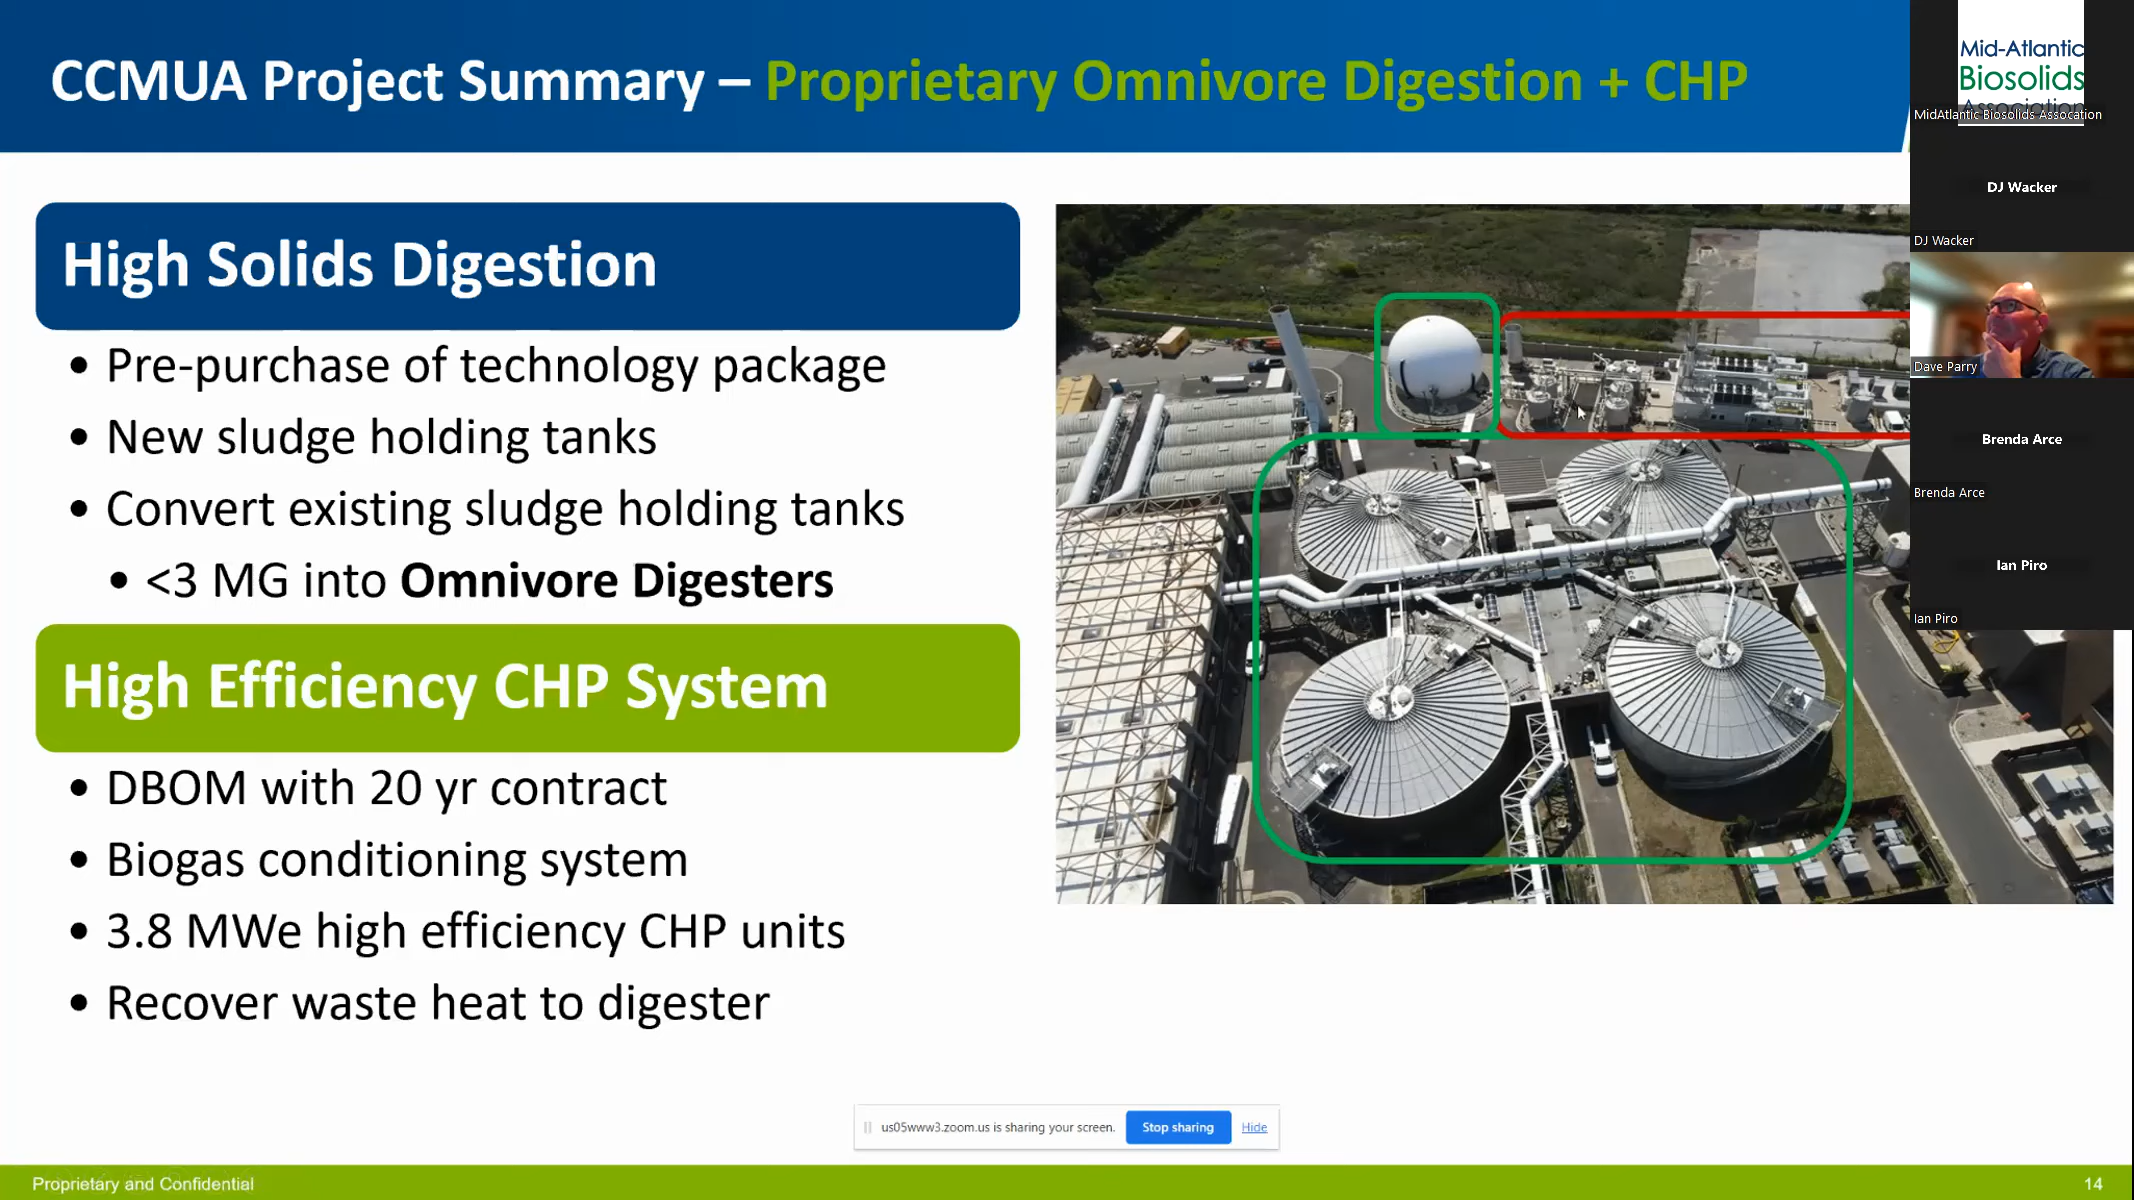 CCMUA Project Summary – Proprietary Omnivore Digestion + CHP
High Solids Digestion
• Pre-purchase of technology package
• New sludge holding tanks
• Convert existing sludge holding tanks
• <3 MG into Omnivore Digesters
High Efficiency CHP System
• DBOM with 20 yr contract
• Biogas conditioning system
• 3.8 MWe high efficiency CHP units
• Recover waste heat to digester
Mid-Atlantic
Biosolids
Association
MidAtlantic Biosolids Assocation
DJ Wacker
DJ Wacker
Dave Parry
Brenda Arce
Brenda Arce
Ian Piro
Ian Piro
us05www3.zoom.us is sharing your screen.
Stop sharing
Hide
Proprietary and Confidential
14